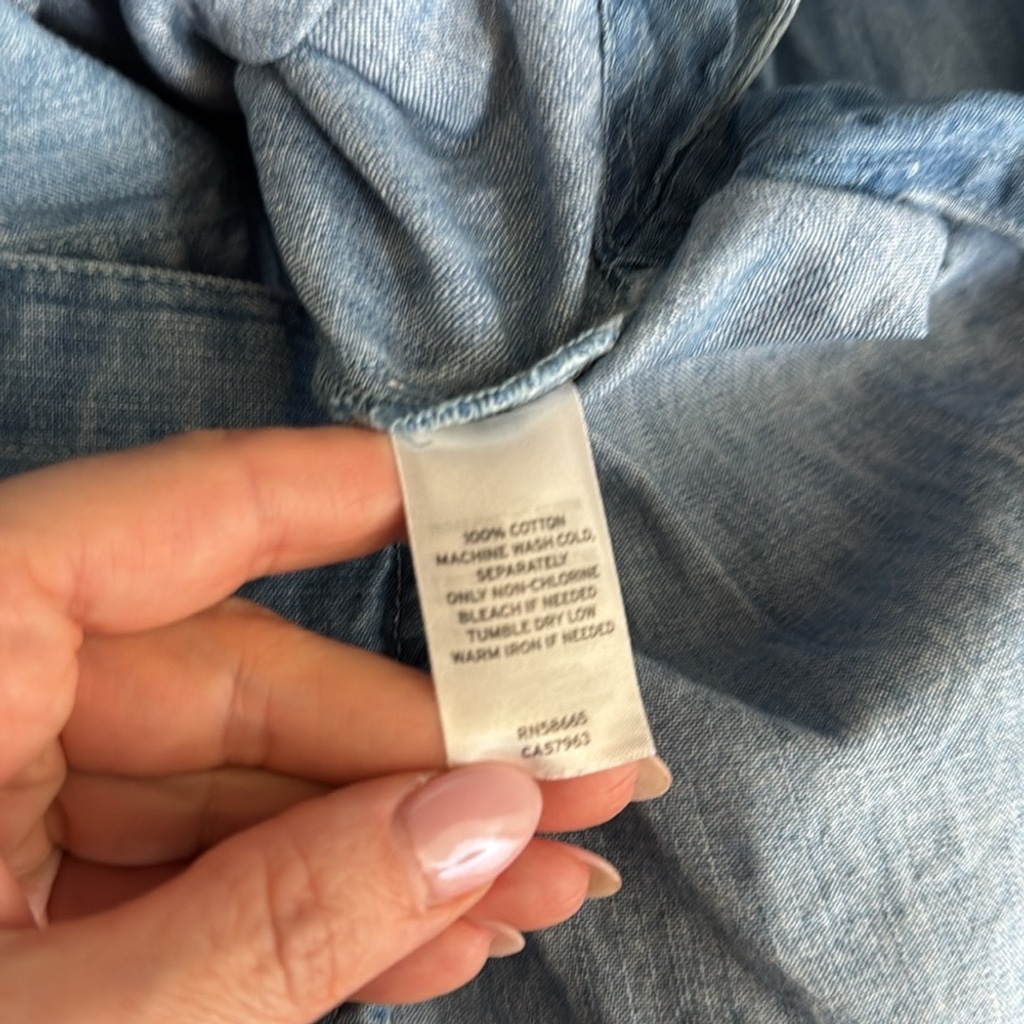 100% COTTON
MACHINE WASH COLD,
SEPARATELY
ONLY NON-CHLORINE
BLEACH IF NEEDED
TUMBLE DRY LOW
WARM IRON IF NEEDED
RN58665
CA57963